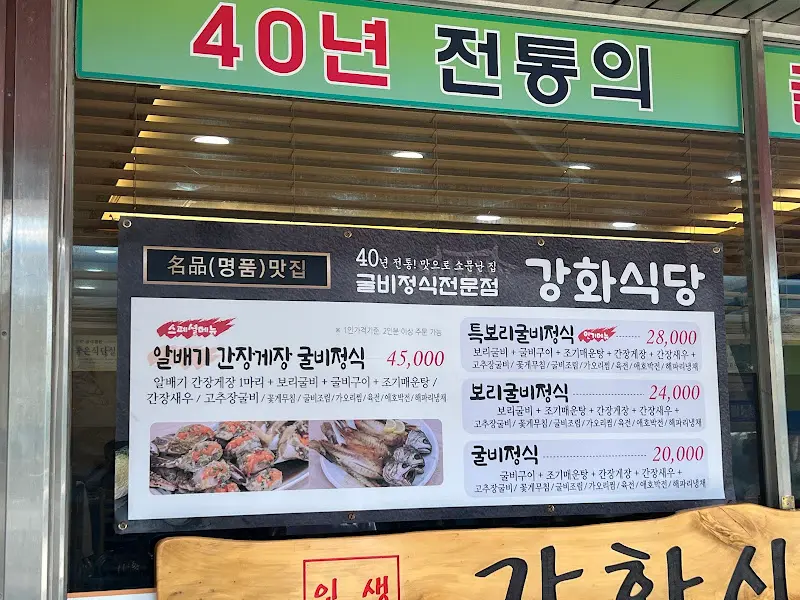 40년 전통의
名品(명품)맛집
40년 전통! 맛으로 소문난 집
굴비정식전문점
강화식당
스페셜메뉴
※ 1인가격기준, 2인분 이상 주문 가능
알배기 간장게장 굴비정식 45,000
알배기 간장게장 1마리 + 보리굴비 + 굴비구이 + 조기매운탕 /
간장새우 / 고추장굴비 / 꽃게무침 / 굴비조림 / 가오리찜 / 육전 / 애호박전 / 해파리냉채
특보리굴비정식 인기메뉴 28,000
보리굴비 + 굴비구이 + 조기매운탕 + 간장게장 + 간장새우 +
고추장굴비 / 꽃게무침 / 굴비조림 / 가오리찜 / 육전 / 애호박전 / 해파리냉채
보리굴비정식 24,000
보리굴비 + 조기매운탕 + 간장게장 + 간장새우 +
고추장굴비 / 꽃게무침 / 굴비조림 / 가오리찜 / 육전 / 애호박전 / 해파리냉채
굴비정식 20,000
굴비구이 + 조기매운탕 + 간장게장 + 간장새우 +
고추장굴비 / 꽃게무침 / 굴비조림 / 가오리찜 / 육전 / 애호박전 / 해파리냉채
인생
강화식